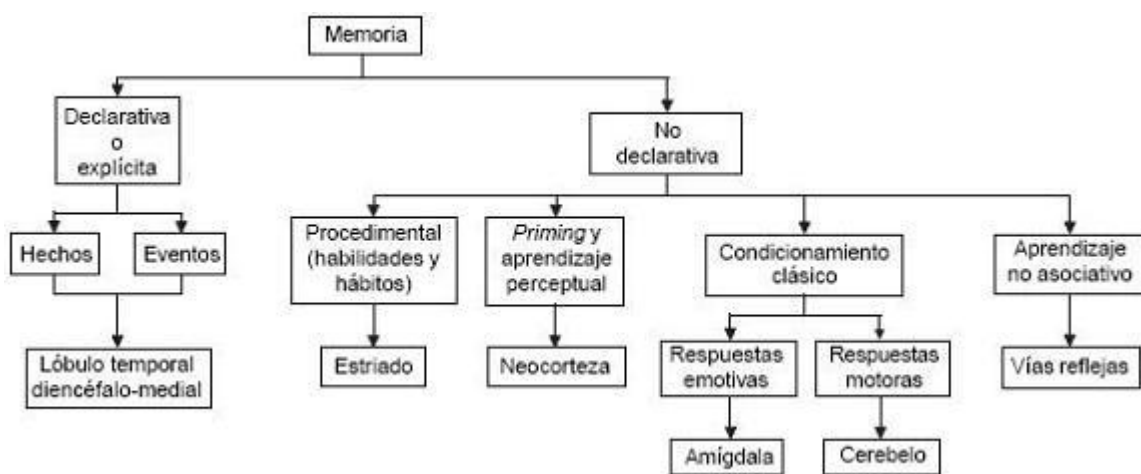 Memoria
Declarativa
o
explícita
No
declarativa
Hechos
Eventos
Procedimental
(habilidades y
hábitos)
Priming y
aprendizaje
perceptual
Condicionamiento
clásico
Aprendizaje
no asociativo
Lóbulo temporal
diencéfalo-medial
Estriado
Neocorteza
Respuestas
emotivas
Respuestas
motoras
Vías reflejas
Amígdala
Cerebelo